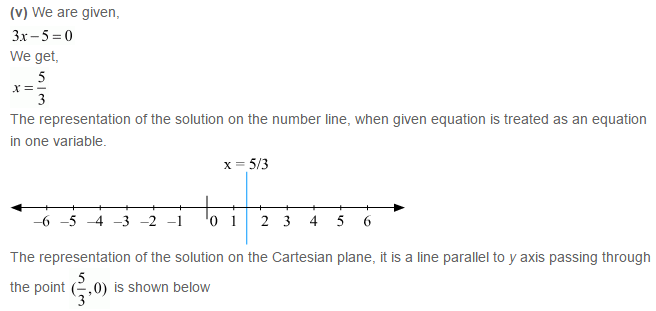 (v) We are given,
3x – 5 = 0
We get,
x = 5/3
The representation of the solution on the number line, when given equation is treated as an equation
in one variable.
x = 5/3
–6 –5 –4 –3 –2 –1 0 1 2 3 4 5 6
The representation of the solution on the Cartesian plane, it is a line parallel to y axis passing through
the point (5/3,0) is shown below